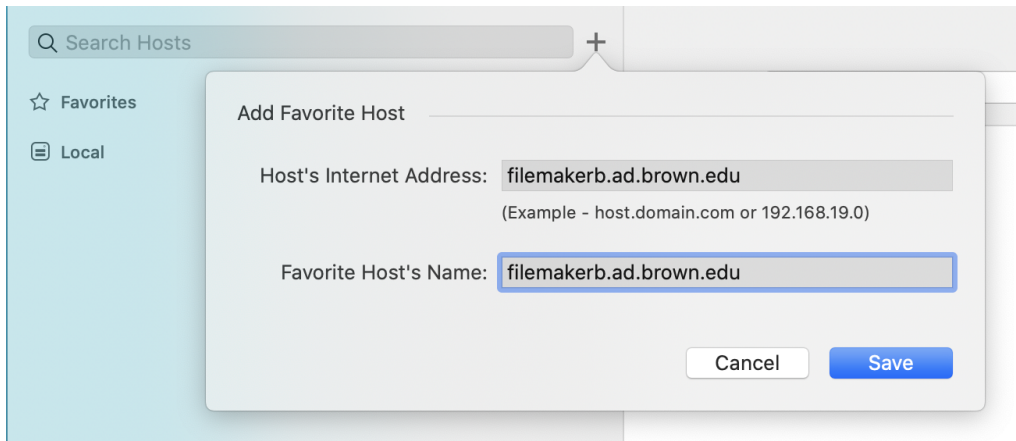 Search Hosts
+
Favorites
Local
Add Favorite Host
Host's Internet Address: filemakerb.ad.brown.edu
(Example - host.domain.com or 192.168.19.0)
Favorite Host's Name: filemakerb.ad.brown.edu
Cancel Save